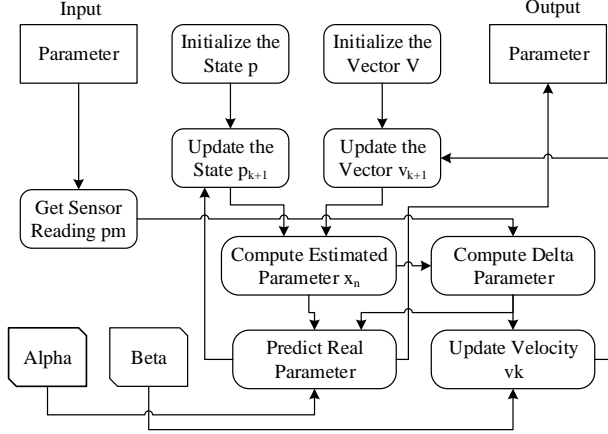 Input
Output
Parameter
Initialize the
State p
Initialize the
Vector V
Parameter
Update the
State pk+1
Update the
Vector vk+1
Get Sensor
Reading pm
Compute Estimated
Parameter xn
Compute Delta
Parameter
Alpha
Beta
Predict Real
Parameter
Update Velocity
vk